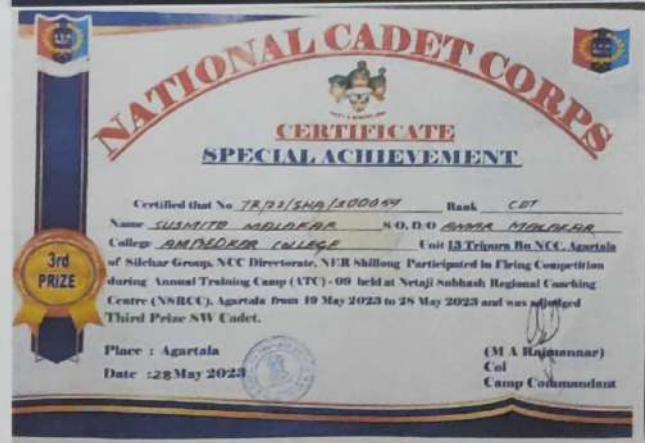 NATIONAL CADET CORPS
CERTIFICATE
SPECIAL ACHIEVEMENT
Certified that No TR/22/SWA/300059 Rank CDT
Name SUSMITA MALAKAR S/O, D/O AMAR MALAKAR
College AMBEDKAR COLLEGE Unit 13 Tripura Bn NCC, Agartala
of Silchar Group, NCC Directorate, NER Shillong Participated in Firing Competition
during Annual Training Camp (ATC) - 09 held at Netaji Subhash Regional Coaching
Centre (NSRCC), Agartala from 19 May 2023 to 28 May 2023 and was adjudged
Third Prize SW Cadet.
3rd
PRIZE
Place : Agartala
Date : 28 May 2023
(M A Rajmannar)
Col
Camp Commandant